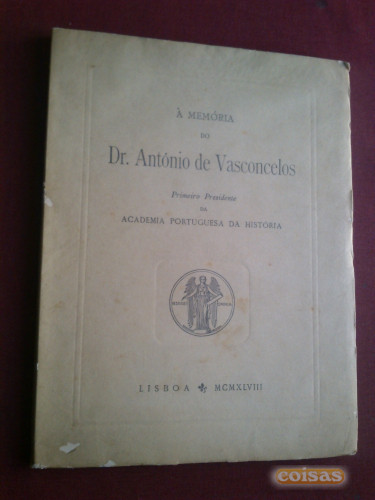 À MEMÓRIA
DO
Dr. António de Vasconcelos
Primeiro Presidente
DA
ACADEMIA PORTUGUESA DA HISTÓRIA
LISBOA MCMXLVIII
coisas